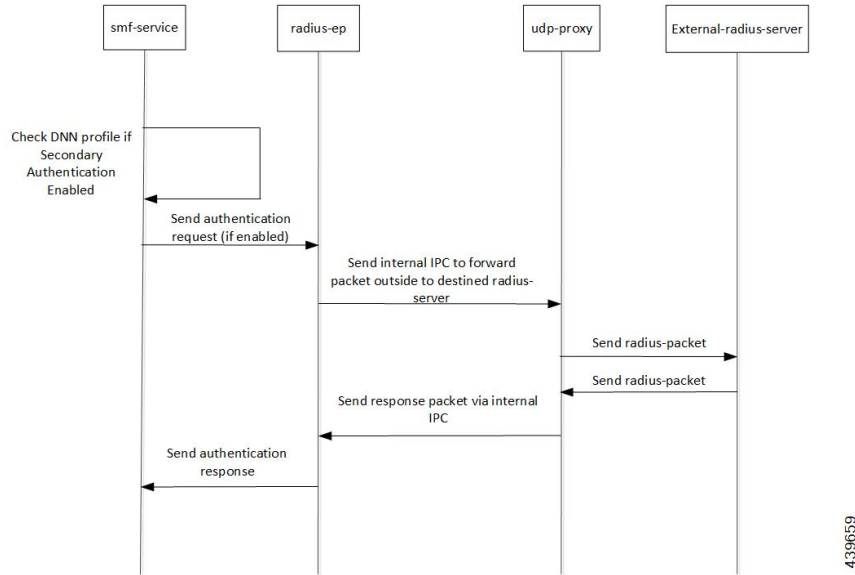 smf-service
radius-ep
udp-proxy
External-radius-server
Check DNN profile if
Secondary
Authentication
Enabled
Send authentication
request (if enabled)
Send internal IPC to forward
packet outside to destined radius-
server
Send radius-packet
Send radius-packet
Send response packet via internal
IPC
Send authentication
response
439659